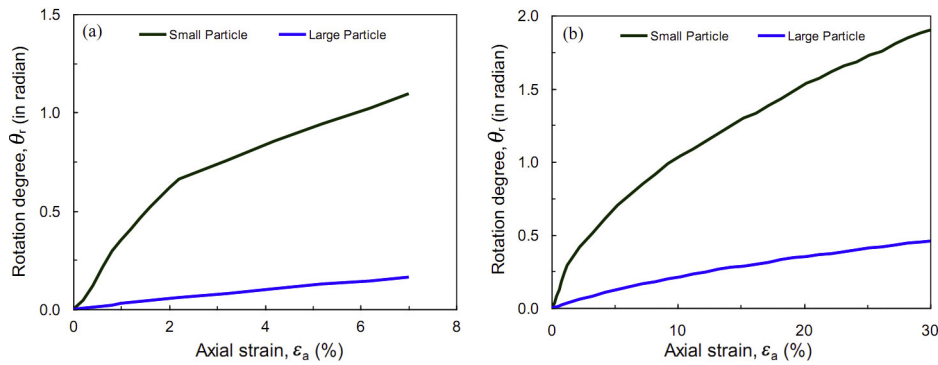 (a)
Small Particle
Large Particle
Rotation degree, θr (in radian)
1.5
1.0
0.5
0.0
0
2
4
6
8
Axial strain, εa (%)
(b)
Small Particle
Large Particle
Rotation degree, θr (in radian)
2.0
1.5
1.0
0.5
0.0
0
10
20
30
Axial strain, εa (%)